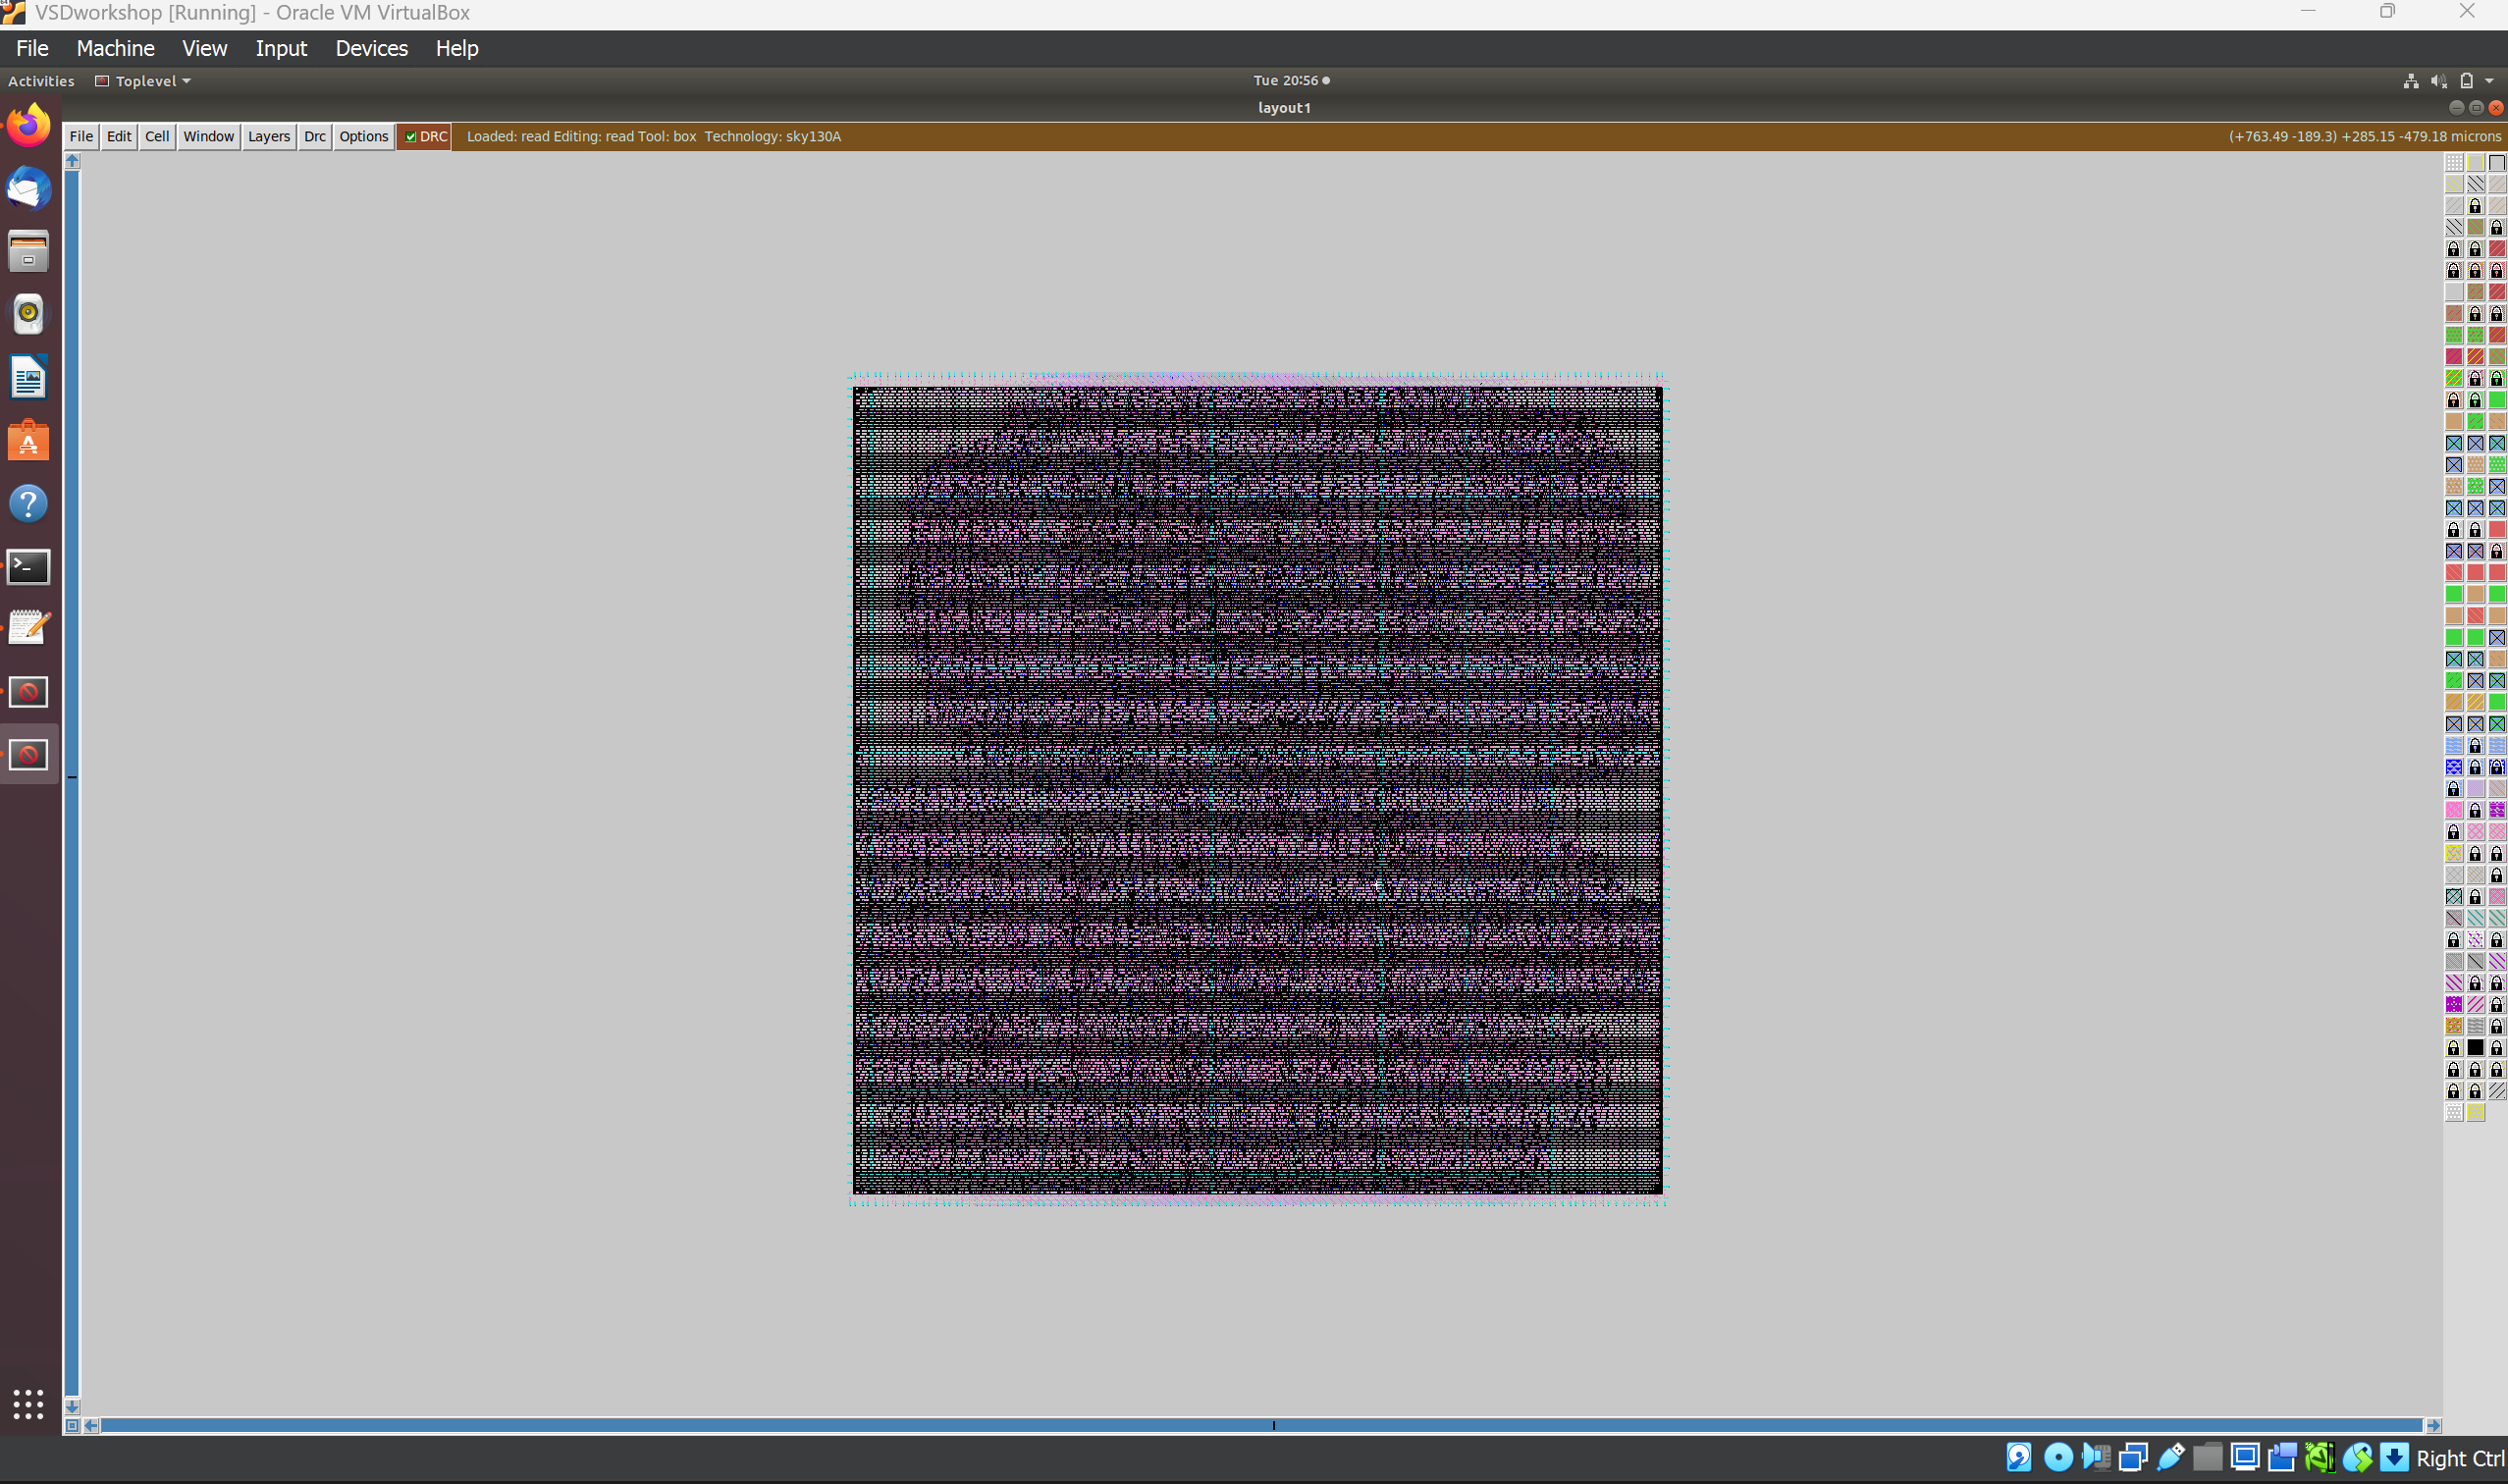 VSDworkshop [Running] - Oracle VM VirtualBox
File Machine View Input Devices Help
Activities Toplevel Tue 20:56
layout1
File Edit Cell Window Layers Drc Options DRC Loaded: read Editing: read Tool: box Technology: sky130A (+763.49 -189.3) +285.15 -479.18 microns
Right Ctrl